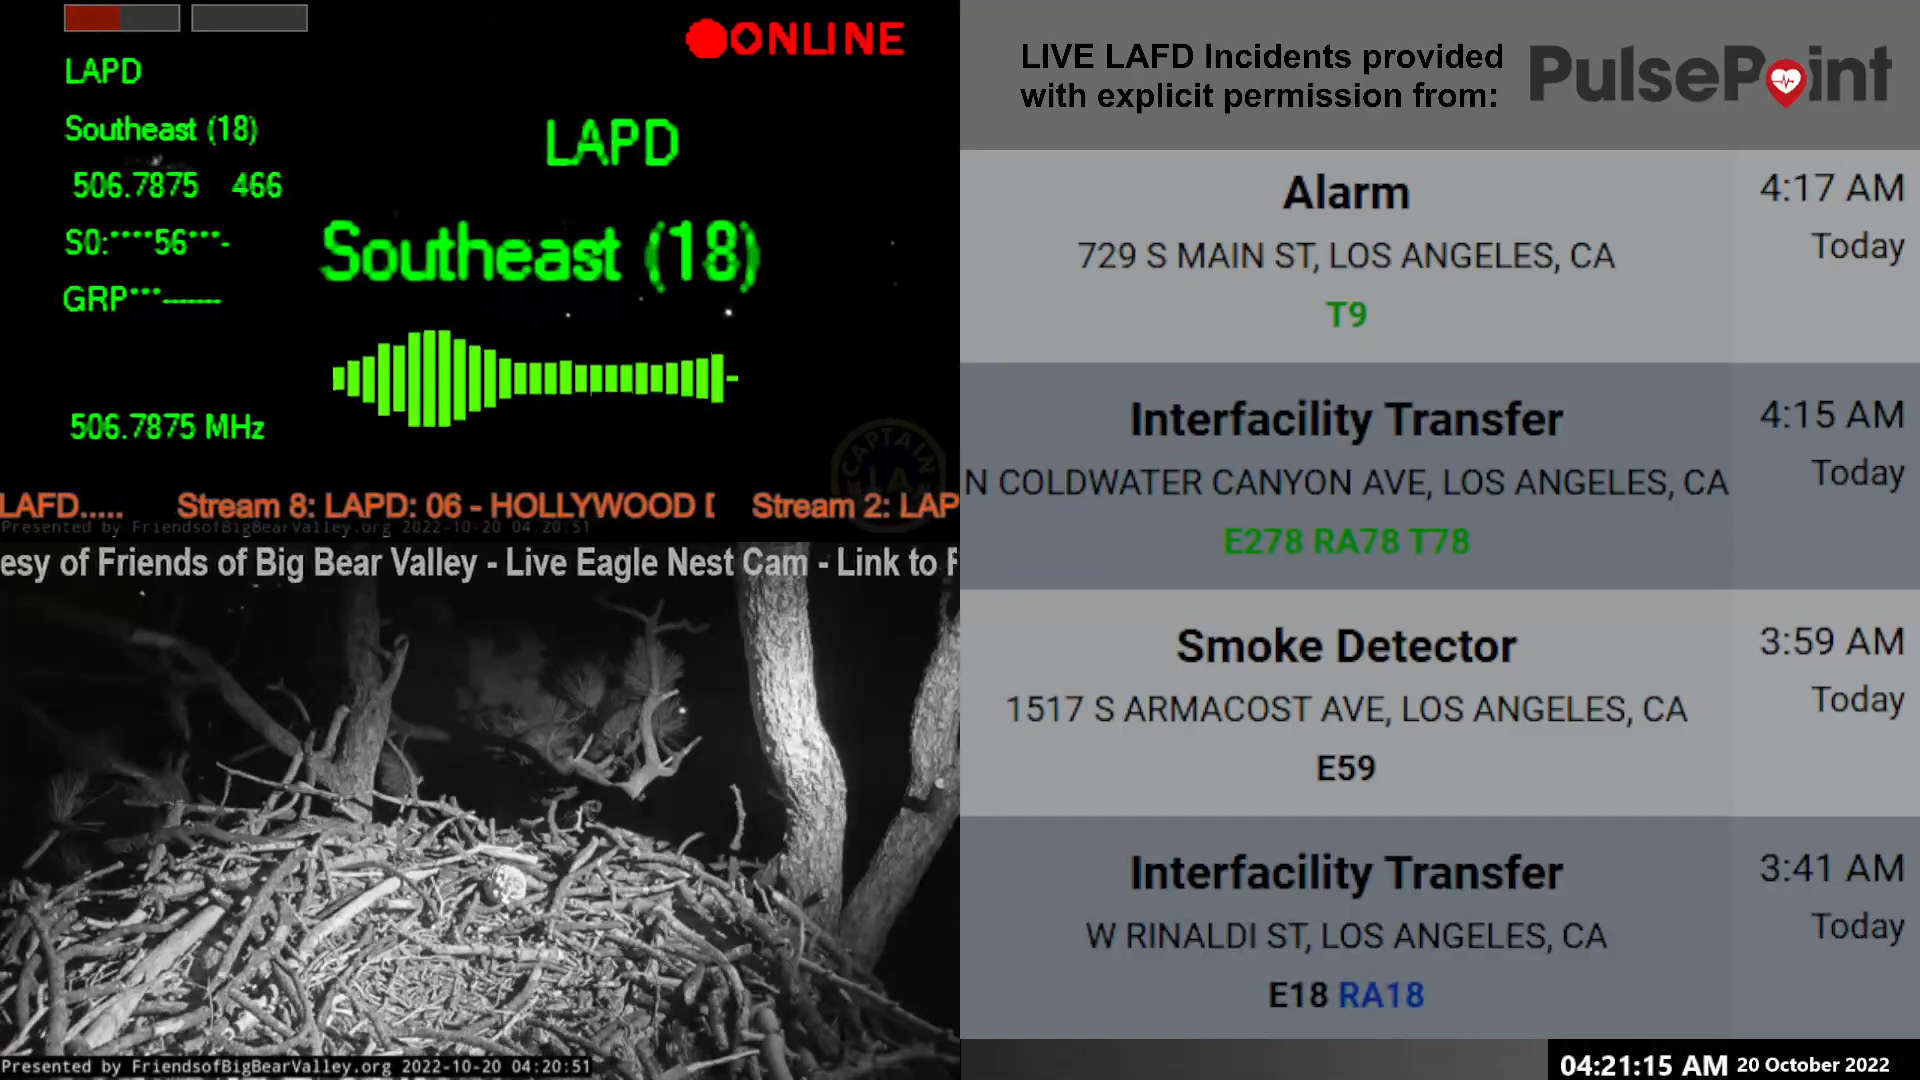 ONLINE
LAPD
Southeast (18)
506.7875 466
S0:****56***-
GRP***-------
506.7875 MHz
LAPD
Southeast (18)
CAPTAIN
LA
LAFD..... Stream 8: LAPD: 06 - HOLLYWOOD Stream 2: LAP
Presented by FriendsofBigBearValley.org 2022-10-20 04:20:51
esy of Friends of Big Bear Valley - Live Eagle Nest Cam - Link to
Presented by FriendsofBigBearValley.org 2022-10-20 04:20:51
LIVE LAFD Incidents provided
with explicit permission from:
PulsePoint
Alarm
4:17 AM
729 S MAIN ST, LOS ANGELES, CA
Today
T9
Interfacility Transfer
4:15 AM
N COLDWATER CANYON AVE, LOS ANGELES, CA
Today
E278 RA78 T78
Smoke Detector
3:59 AM
1517 S ARMACOST AVE, LOS ANGELES, CA
Today
E59
Interfacility Transfer
3:41 AM
W RINALDI ST, LOS ANGELES, CA
Today
E18 RA18
04:21:15 AM 20 October 2022